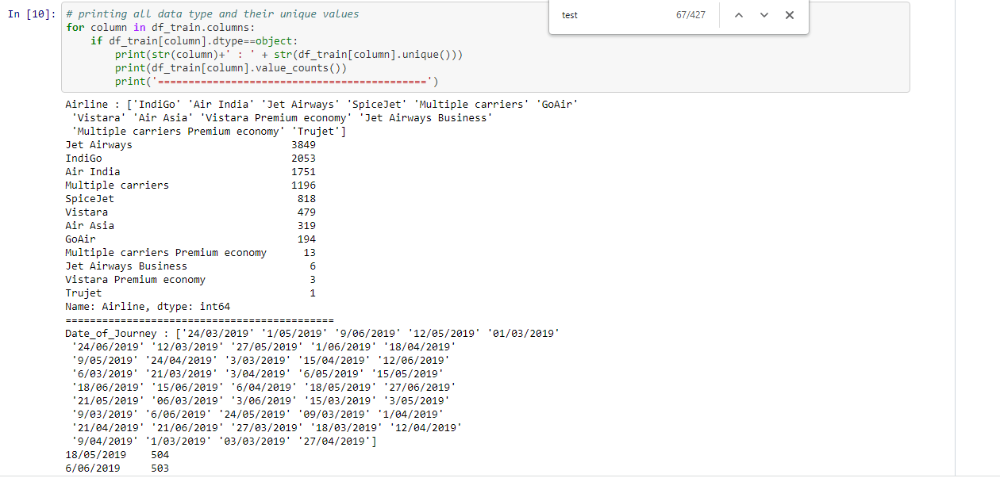 In [10]:
# printing all data type and their unique values
for column in df_train.columns:
    if df_train[column].dtype==object:
        print(str(column)+' : ' + str(df_train[column].unique()))
        print(df_train[column].value_counts())
        print('============================================')
test 67/427
Airline : ['IndiGo' 'Air India' 'Jet Airways' 'SpiceJet' 'Multiple carriers' 'GoAir'
 'Vistara' 'Air Asia' 'Vistara Premium economy' 'Jet Airways Business'
 'Multiple carriers Premium economy' 'Trujet']
Jet Airways                          3849
IndiGo                               2053
Air India                            1751
Multiple carriers                    1196
SpiceJet                              818
Vistara                               479
Air Asia                              319
GoAir                                 194
Multiple carriers Premium economy      13
Jet Airways Business                    6
Vistara Premium economy                 3
Trujet                                  1
Name: Airline, dtype: int64
============================================
Date_of_Journey : ['24/03/2019' '1/05/2019' '9/06/2019' '12/05/2019' '01/03/2019'
 '24/06/2019' '12/03/2019' '27/05/2019' '1/06/2019' '18/04/2019'
 '9/05/2019' '24/04/2019' '3/03/2019' '15/04/2019' '12/06/2019'
 '6/03/2019' '21/03/2019' '3/04/2019' '6/05/2019' '15/05/2019'
 '18/06/2019' '15/06/2019' '6/04/2019' '18/05/2019' '27/06/2019'
 '21/05/2019' '06/03/2019' '3/06/2019' '15/03/2019' '3/05/2019'
 '9/03/2019' '6/06/2019' '24/05/2019' '09/03/2019' '1/04/2019'
 '21/04/2019' '21/06/2019' '27/03/2019' '18/03/2019' '12/04/2019'
 '9/04/2019' '1/03/2019' '03/03/2019' '27/04/2019']
18/05/2019    504
6/06/2019     503